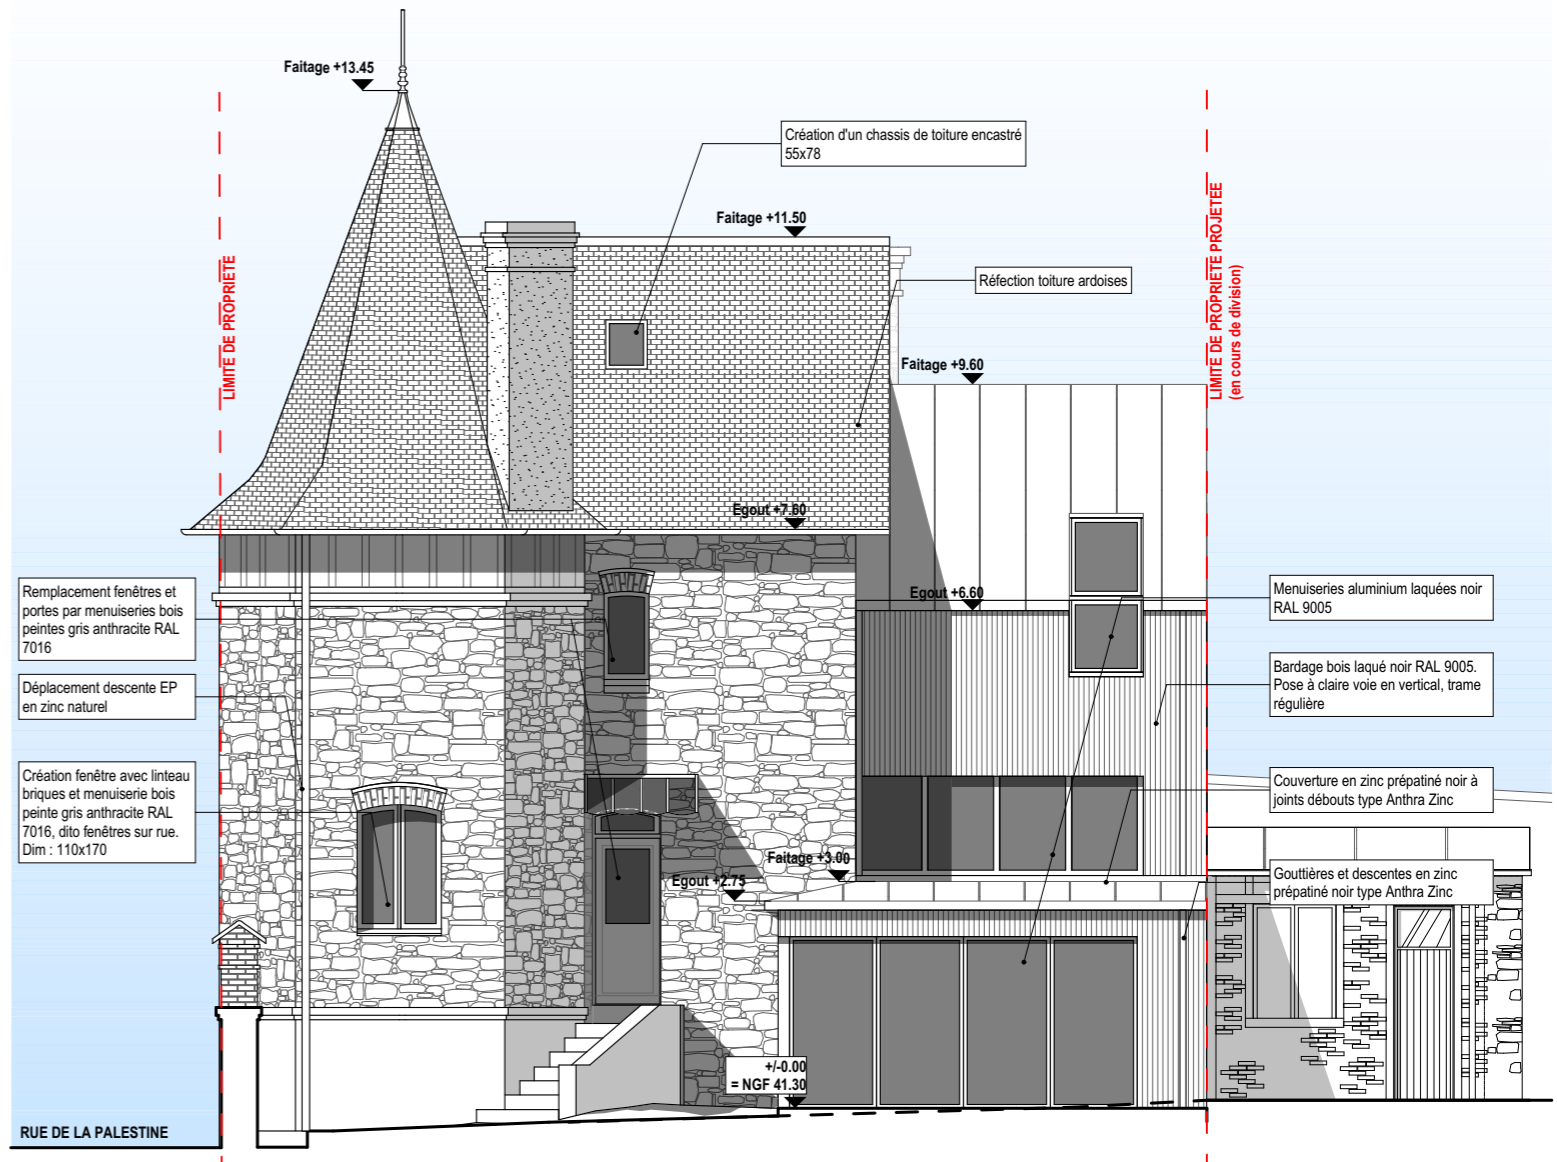 Faitage +13.45
Création d'un chassis de toiture encastré
55x78
Faitage +11.50
LIMITE DE PROPRIETE
Réfection toiture ardoises
LIMITE DE PROPRIETE PROJETEE
(en cours de division)
Faitage +9.60
Egout +7.60
Remplacement fenêtres et
portes par menuiseries bois
peintes gris anthracite RAL
7016
Egout +6.60
Menuiseries aluminium laquées noir
RAL 9005
Déplacement descente EP
en zinc naturel
Bardage bois laqué noir RAL 9005.
Pose à claire voie en vertical, trame
régulière
Création fenêtre avec linteau
briques et menuiserie bois
peinte gris anthracite RAL
7016, dito fenêtres sur rue.
Dim : 110x170
Couverture en zinc prépatiné noir à
joints débouts type Anthra Zinc
Faitage +3.00
Egout +2.75
Gouttières et descentes en zinc
prépatiné noir type Anthra Zinc
+/-0.00
= NGF 41.30
RUE DE LA PALESTINE